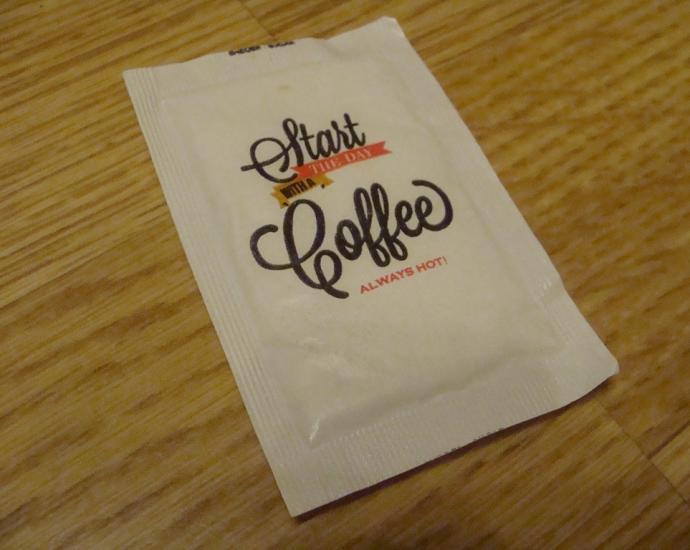 Start
THE DAY
WITH A
Coffee
ALWAYS HOT!